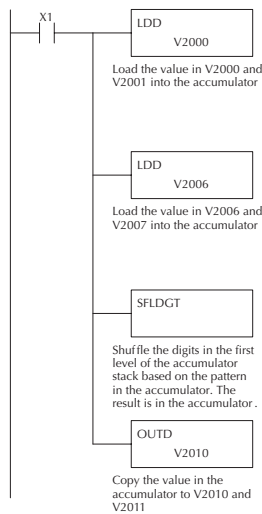 X1
LDD
V2000
Load the value in V2000 and
V2001 into the accumulator
LDD
V2006
Load the value in V2006 and
V2007 into the accumulator
SFLDGT
Shuffle the digits in the first
level of the accumulator
stack based on the pattern
in the accumulator. The
result is in the accumulator .
OUTD
V2010
Copy the value in the
accumulator to V2010 and
V2011